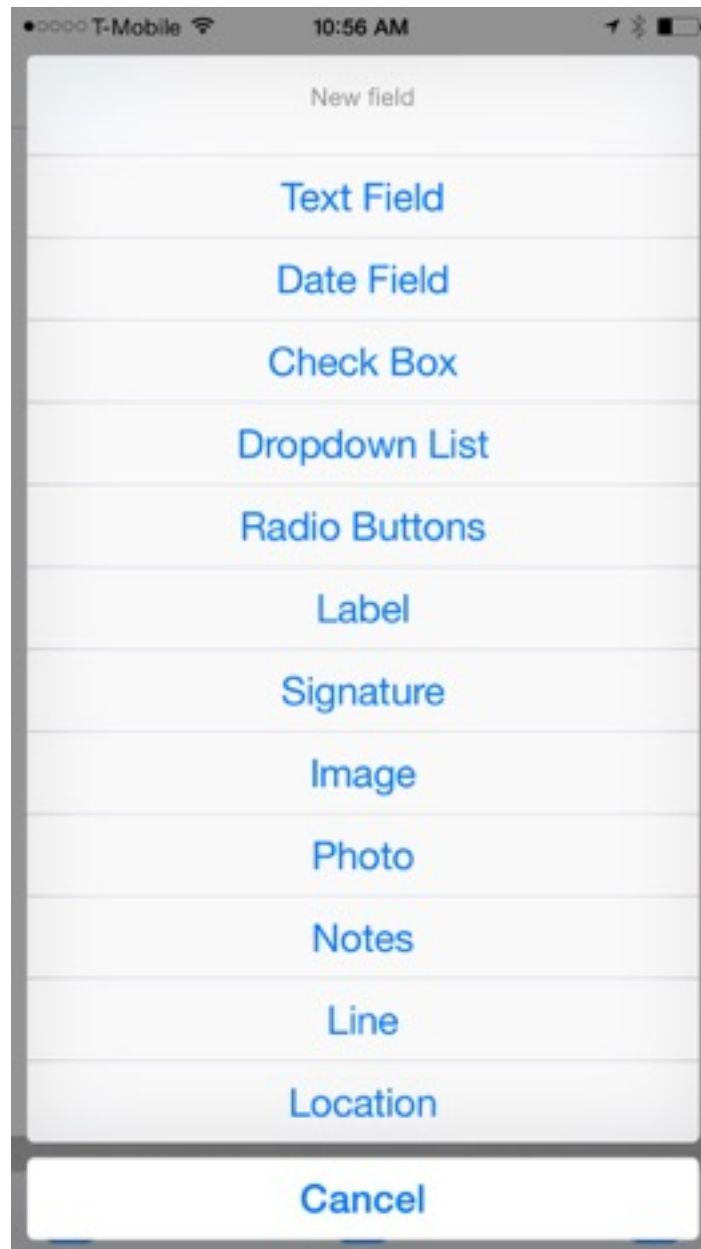 T-Mobile 10:56 AM
New field
Text Field
Date Field
Check Box
Dropdown List
Radio Buttons
Label
Signature
Image
Photo
Notes
Line
Location
Cancel